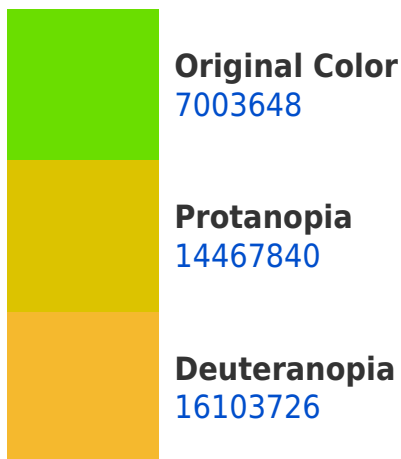 Original Color
7003648
Protanopia
14467840
Deuteranopia
16103726